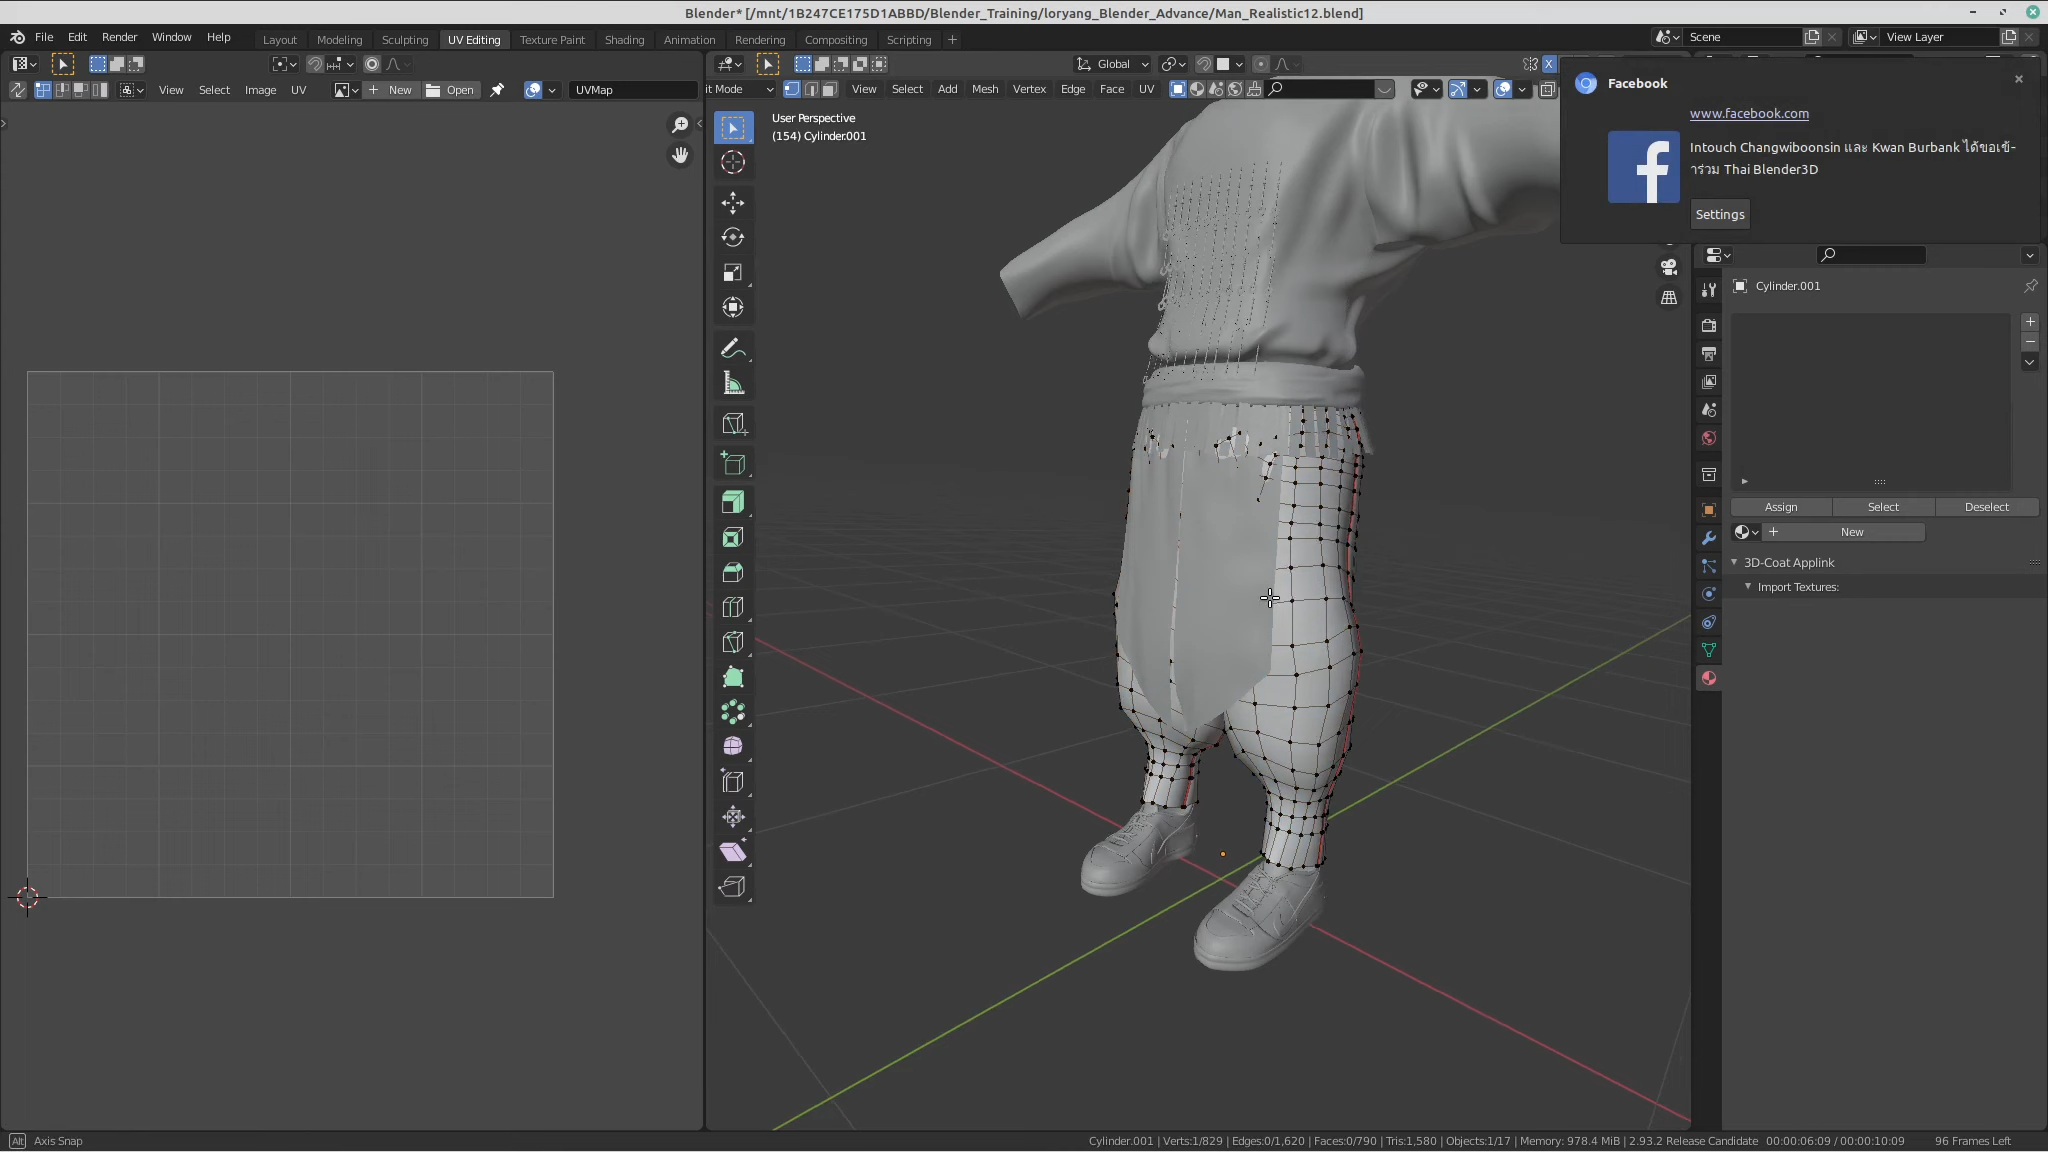 Blender* [/mnt/1B247CE175D1ABBD/Blender_Training/loryang_Blender_Advance/Man_Realistic12.blend]
File Edit Render Window Help
Layout Modeling Sculpting UV Editing Texture Paint Shading Animation Rendering Compositing Scripting +
Scene
View Layer
Global
X
View Select Image UV
New
Open
UVMap
it Mode
View Select Add Mesh Vertex Edge Face UV
User Perspective
(154) Cylinder.001
Facebook
www.facebook.com
Intouch Changwiboonsin และ Kwan Burbank ได้ขอเข้-
าร่วม Thai Blender3D
Settings
Cylinder.001
Assign Select Deselect
New
3D-Coat Applink
Import Textures:
Alt Axis Snap
Cylinder.001 | Verts:1/829 | Edges:0/1,620 | Faces:0/790 | Tris:1,580 | Objects:1/17 | Memory: 978.4 MiB | 2.93.2 Release Candidate 00:00:06:09 / 00:00:10:09 96 Frames Left